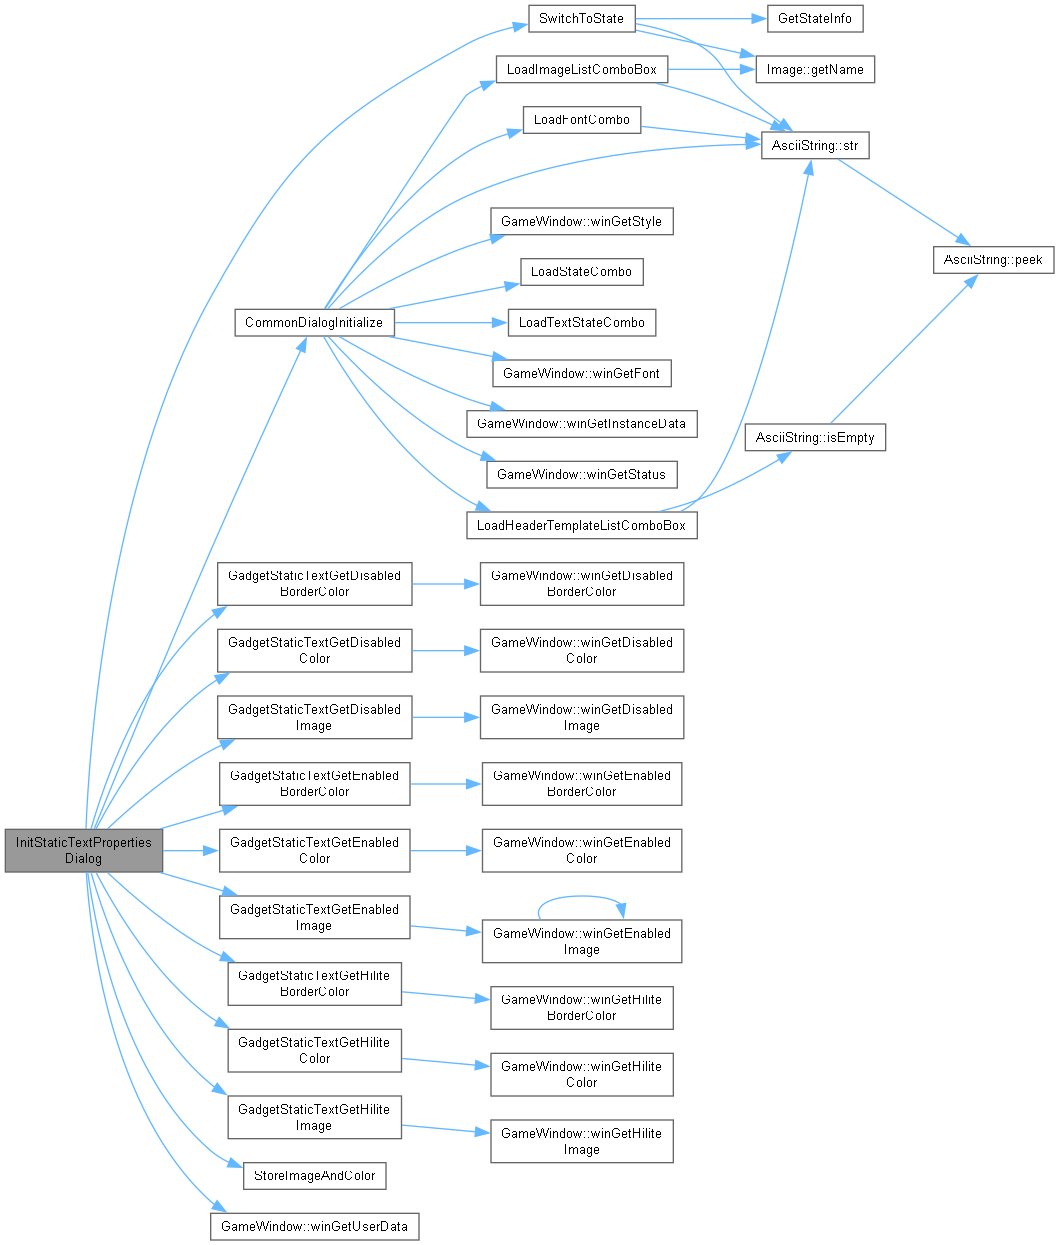 SwitchToState
GetStateInfo
LoadImageListComboBox
Image::getName
LoadFontCombo
AsciiString::str
GameWindow::winGetStyle
AsciiString::peek
LoadStateCombo
CommonDialogInitialize
LoadTextStateCombo
GameWindow::winGetFont
GameWindow::winGetInstanceData
AsciiString::isEmpty
GameWindow::winGetStatus
LoadHeaderTemplateListComboBox
GadgetStaticTextGetDisabled
BorderColor
GameWindow::winGetDisabled
BorderColor
GadgetStaticTextGetDisabled
Color
GameWindow::winGetDisabled
Color
GadgetStaticTextGetDisabled
Image
GameWindow::winGetDisabled
Image
GadgetStaticTextGetEnabled
BorderColor
GameWindow::winGetEnabled
BorderColor
InitStaticTextProperties
Dialog
GadgetStaticTextGetEnabled
Color
GameWindow::winGetEnabled
Color
GadgetStaticTextGetEnabled
Image
GameWindow::winGetEnabled
Image
GadgetStaticTextGetHilite
BorderColor
GameWindow::winGetHilite
BorderColor
GadgetStaticTextGetHilite
Color
GameWindow::winGetHilite
Color
GadgetStaticTextGetHilite
Image
GameWindow::winGetHilite
Image
StoreImageAndColor
GameWindow::winGetUserData